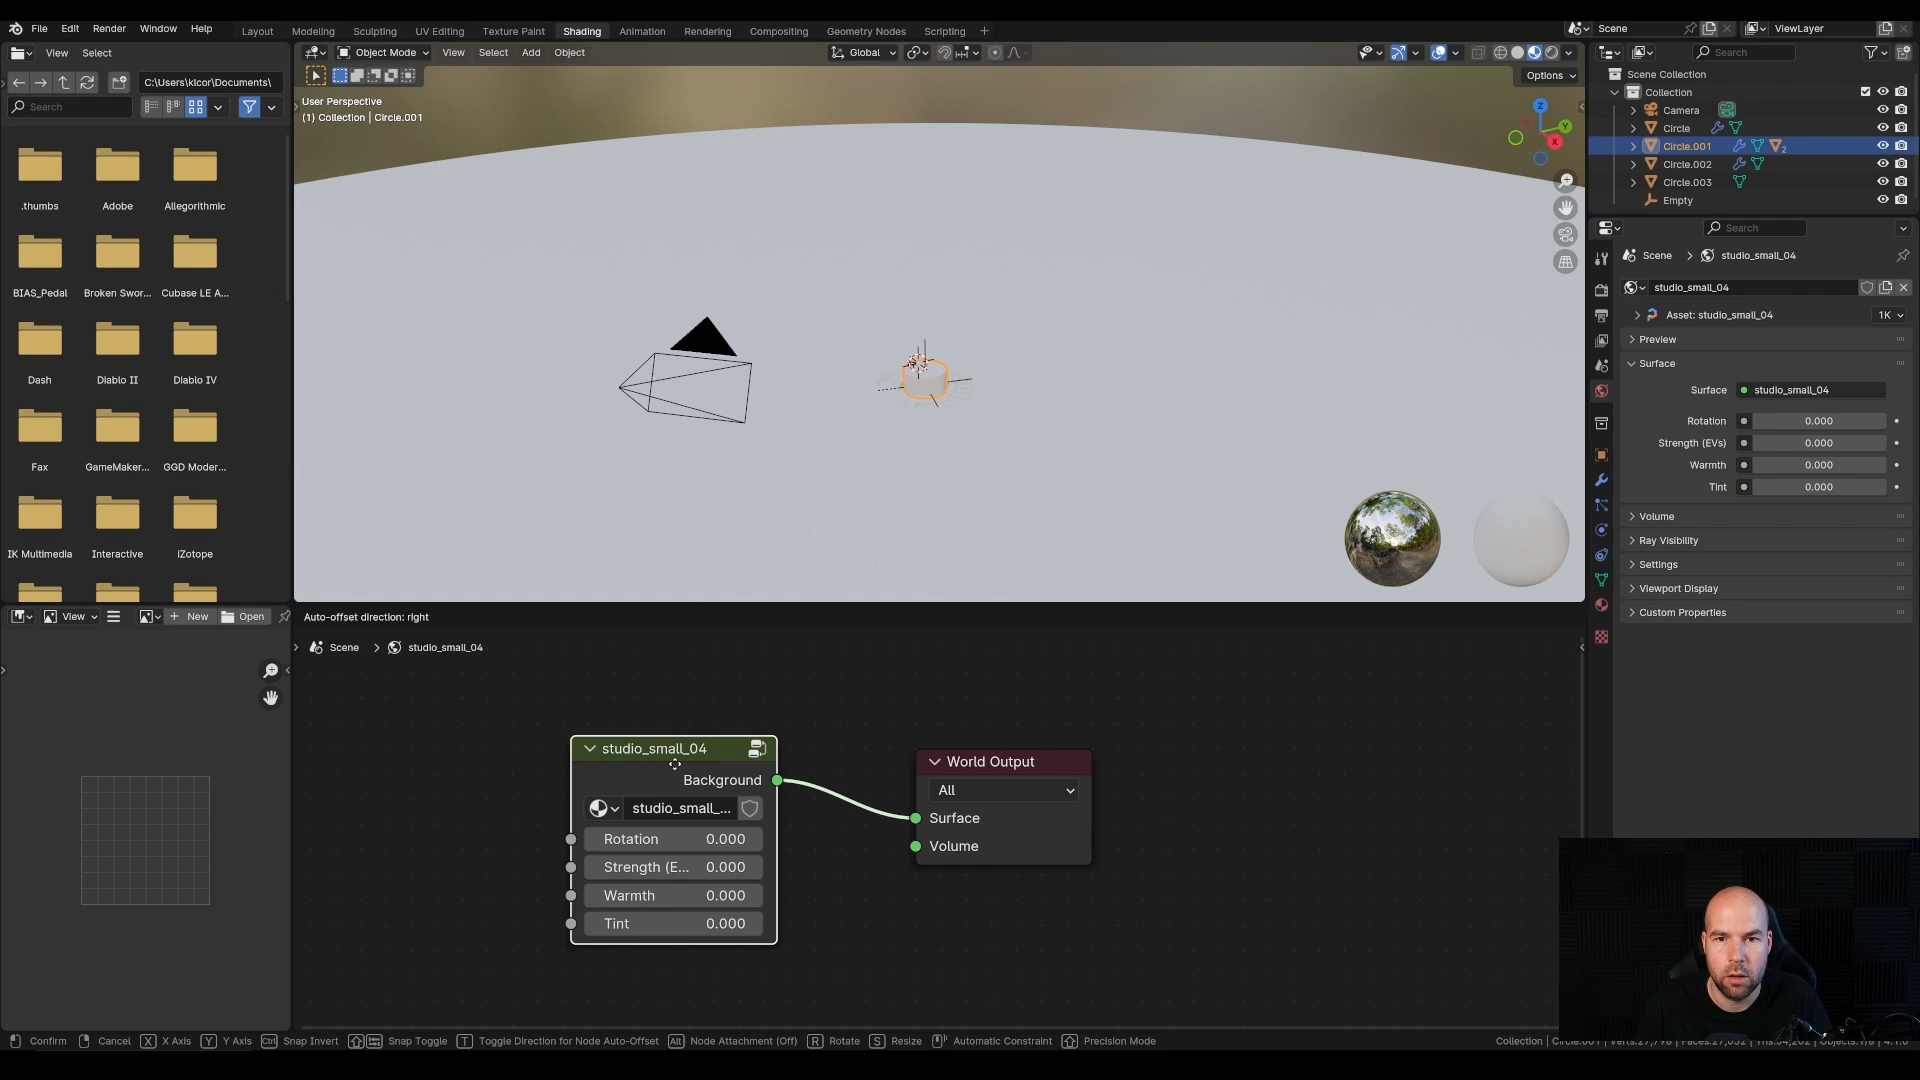 File Edit Render Window Help Layout Modeling Sculpting UV Editing Texture Paint Shading Animation Rendering Compositing Geometry Nodes Scripting + Scene ViewLayer
View Select
Object Mode View Select Add Object Global
Search
C:\Users\klcor\Documents\
Options
Search
User Perspective
(1) Collection | Circle.001
Z
Y
X
Scene Collection
Collection
Camera
Circle
Circle.001 2
Circle.002
Circle.003
Empty
.thumbs Adobe Allegorithmic
BIAS_Pedal Broken Swor... Cubase LE A...
Dash Diablo II Diablo IV
Fax GameMaker... GGD Moder...
IK Multimedia Interactive iZotope
Search
Scene > studio_small_04
studio_small_04
Asset: studio_small_04 1K
Preview
Surface
Surface studio_small_04
Rotation 0.000
Strength (EVs) 0.000
Warmth 0.000
Tint 0.000
Volume
Ray Visibility
Settings
Viewport Display
Custom Properties
View New Open
Auto-offset direction: right
Scene > studio_small_04
studio_small_04
Background
studio_small_...
Rotation 0.000
Strength (E... 0.000
Warmth 0.000
Tint 0.000
World Output
All
Surface
Volume
Confirm Cancel X X Axis Y Y Axis Ctrl Snap Invert Snap Toggle T Toggle Direction for Node Auto-Offset Alt Node Attachment (Off) R Rotate S Resize Automatic Constraint Precision Mode